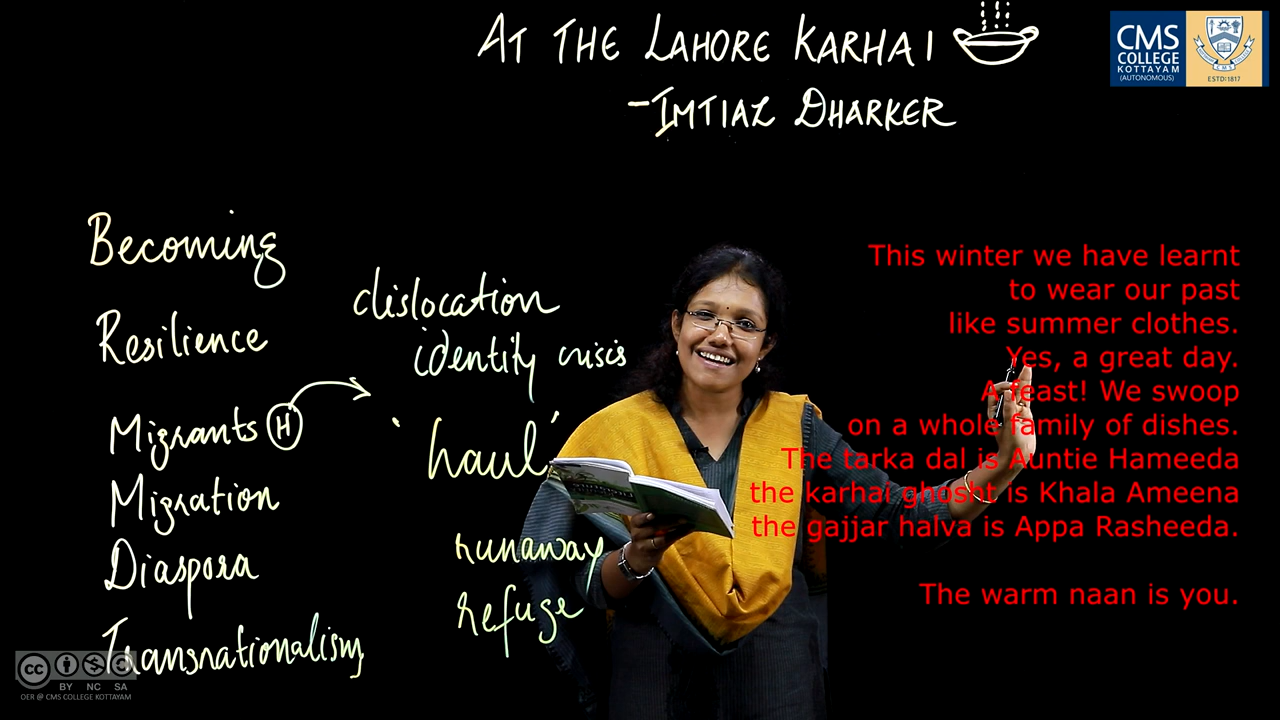 AT THE LAHORE KARHAI
-IMTIAZ DHARKER
CMS
COLLEGE
KOTTAYAM
(AUTONOMOUS)
ESTD:1817
Becoming
Resilience
Migrants H
Migration
Diaspora
Transnationalism
dislocation
identity crisis
'haul'
runaway
refuge
This winter we have learnt
to wear our past
like summer clothes.
Yes, a great day.
A feast! We swoop
on a whole family of dishes.
The tarka dal is Auntie Hameeda
the karhai ghosht is Khala Ameena
the gajjar halva is Appa Rasheeda.
The warm naan is you.
cc
BY NC SA
OER @ CMS COLLEGE KOTTAYAM